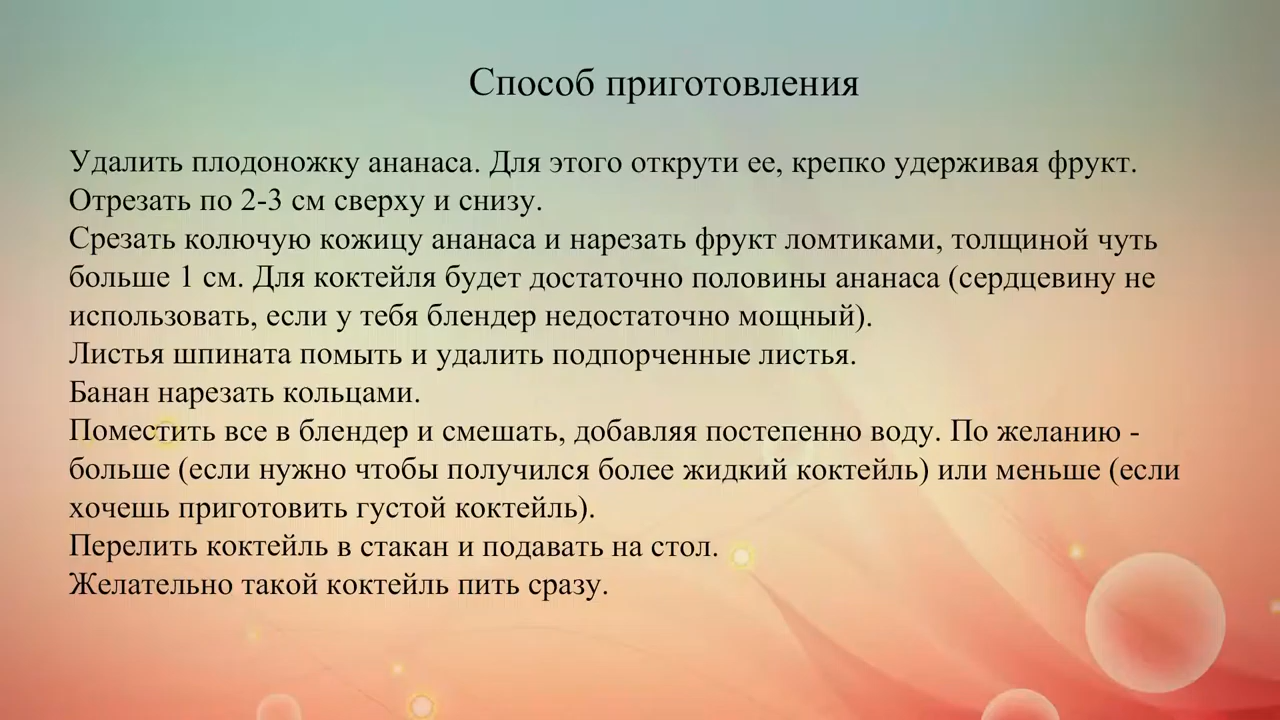 Способ приготовления
Удалить плодоножку ананаса. Для этого открути ее, крепко удерживая фрукт.
Отрезать по 2-3 см сверху и снизу.
Срезать колючую кожицу ананаса и нарезать фрукт ломтиками, толщиной чуть
больше 1 см. Для коктейля будет достаточно половины ананаса (сердцевину не
использовать, если у тебя блендер недостаточно мощный).
Листья шпината помыть и удалить подпорченные листья.
Банан нарезать кольцами.
Поместить все в блендер и смешать, добавляя постепенно воду. По желанию -
больше (если нужно чтобы получился более жидкий коктейль) или меньше (если
хочешь приготовить густой коктейль).
Перелить коктейль в стакан и подавать на стол.
Желательно такой коктейль пить сразу.